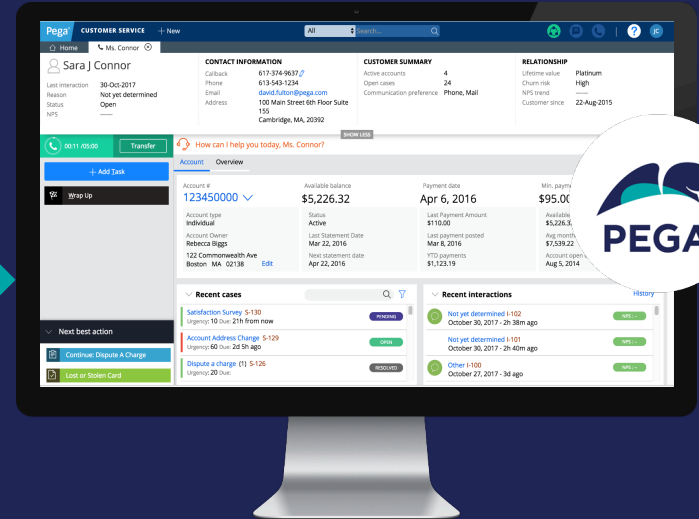 Pega CUSTOMER SERVICE + New All Search... ? JC
Home Ms. Connor
Sara J Connor
Last interaction 30-Oct-2017
Reason Not yet determined
Status Open
NPS ——
CONTACT INFORMATION
Callback 617-374-9637
Phone 613-543-1234
Email david.fulton@pega.com
Address 100 Main Street 6th Floor Suite
155
Cambridge, MA, 20392
CUSTOMER SUMMARY
Active accounts 4
Open cases 24
Communication preference Phone, Mail
RELATIONSHIP
Lifetime value Platinum
Churn risk High
NPS trend ——
Customer since 22-Aug-2015
SHOW LESS
00:11 /05:00 Transfer
+ Add Task
Wrap Up
How can I help you today, Ms. Connor?
Account Overview
Account #
123450000
Available balance
$5,226.32
Payment date
Apr 6, 2016
Min.
$95.00
Account type
Individual
Account Owner
Rebecca Biggs
122 Commonwealth Ave
Boston MA 02138 Edit
Status
Active
Last Statement Date
Mar 22, 2016
Next statement date
Apr 22, 2016
Last Payment Amount
$110.00
Last payment posted
Mar 8, 2016
YTD payments
$1,123.19
Available
$5,226.3
Avg month
$7,539.22
Account open
Aug 5, 2014
PEGA
Recent cases
Satisfaction Survey S-130
Urgency: 10 Due: 21h from now
PENDING
Account Address Change S-129
Urgency: 60 Due: 2d 5h ago
OPEN
Dispute a charge (1) S-126
Urgency: 20 Due:
RESOLVED
Recent interactions History
Not yet determined I-102
October 30, 2017 - 2h 38m ago
NPS : --
Not yet determined I-101
October 30, 2017 - 2h 40m ago
Other I-100
October 27, 2017 - 3d ago
NPS : --
Next best action
Continue: Dispute A Charge
Lost or Stolen Card